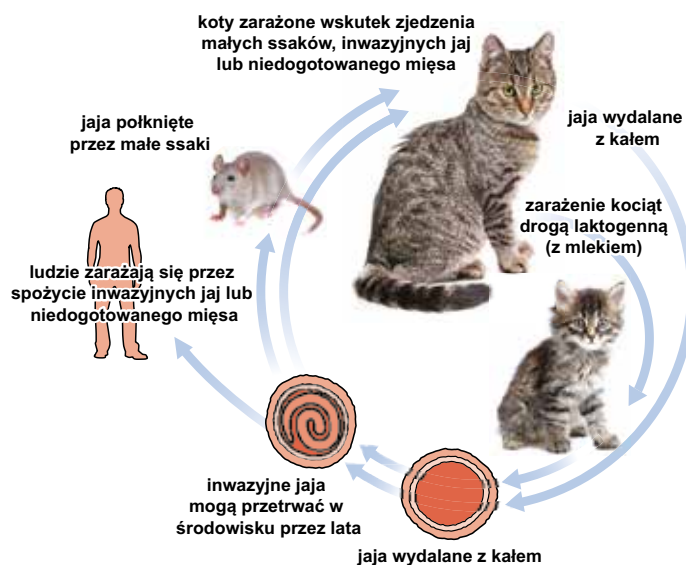 koty zarażone wskutek zjedzenia
małych ssaków, inwazyjnych jaj
lub niedogotowanego mięsa
jaja wydalane
z kałem
jaja połknięte
przez małe ssaki
zarażenie kociąt
drogą laktogenną
(z mlekiem)
ludzie zarażają się przez
spożycie inwazyjnych jaj lub
niedogotowanego mięsa
inwazyjne jaja
mogą przetrwać w
środowisku przez lata
jaja wydalane z kałem